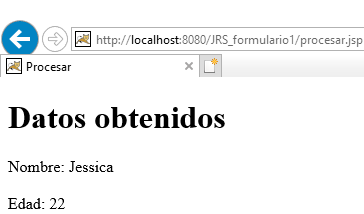 http://localhost:8080/JRS_formulario1/procesar.jsp
Procesar
Datos obtenidos
Nombre: Jessica
Edad: 22